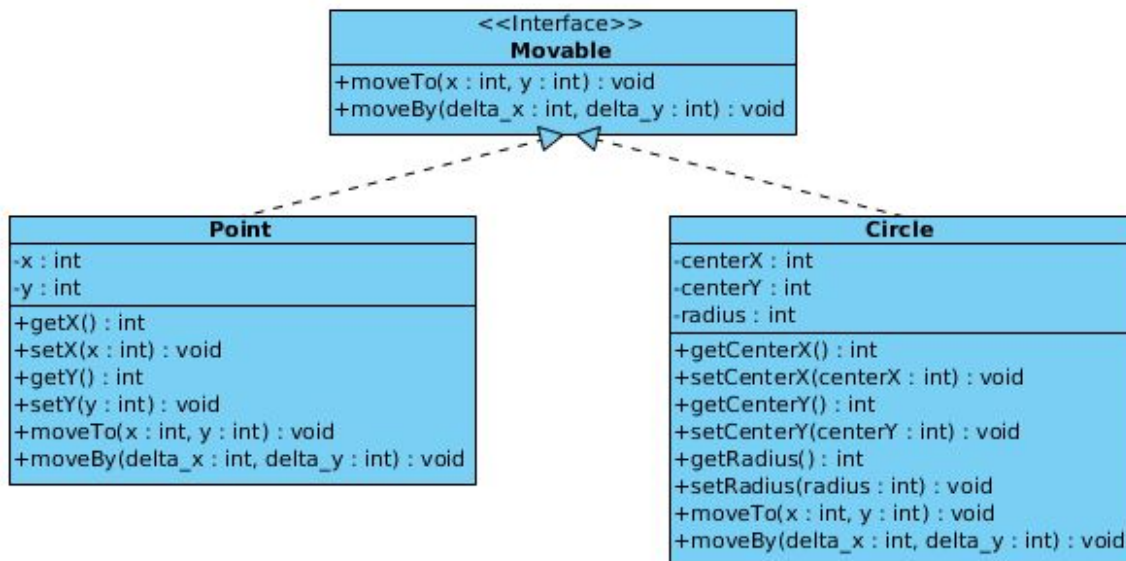 <<Interface>>
Movable
+moveTo(x : int, y : int) : void
+moveBy(delta_x : int, delta_y : int) : void
Point
-x : int
-y : int
+getX() : int
+setX(x : int) : void
+getY() : int
+setY(y : int) : void
+moveTo(x : int, y : int) : void
+moveBy(delta_x : int, delta_y : int) : void
Circle
-centerX : int
-centerY : int
-radius : int
+getCenterX() : int
+setCenterX(centerX : int) : void
+getCenterY() : int
+setCenterY(centerY : int) : void
+getRadius() : int
+setRadius(radius : int) : void
+moveTo(x : int, y : int) : void
+moveBy(delta_x : int, delta_y : int) : void